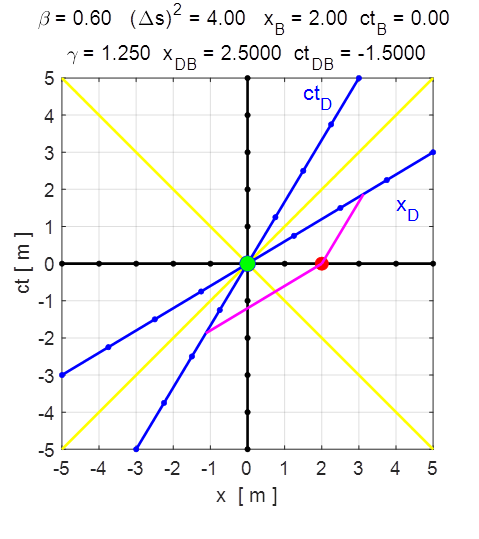 β = 0.60 (Δs)² = 4.00 x_B = 2.00 ct_B = 0.00
γ = 1.250 x_DB = 2.5000 ct_DB = -1.5000
5
4
3
2
1
0
-1
-2
-3
-4
-5
ct [ m ]
ct_D
x_D
-5 -4 -3 -2 -1 0 1 2 3 4 5
x [ m ]